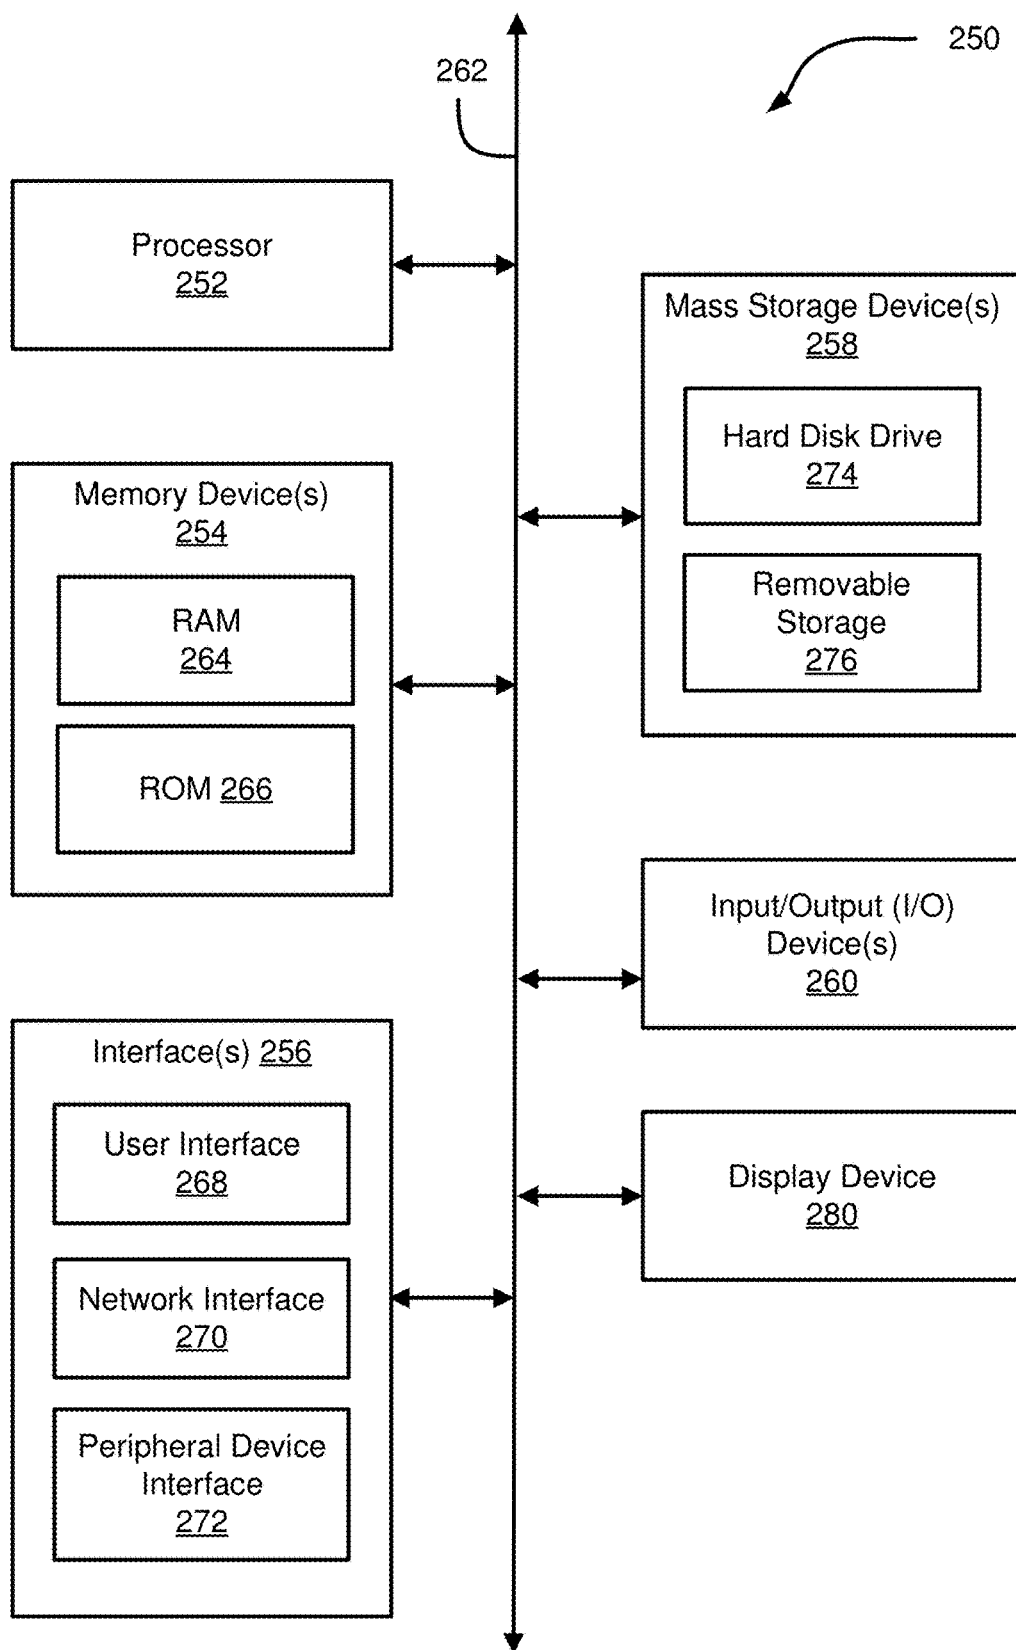 250
262
Processor
252
Mass Storage Device(s)
258
Hard Disk Drive
274
Removable
Storage
276
Memory Device(s)
254
RAM
264
ROM 266
Input/Output (I/O)
Device(s)
260
Interface(s) 256
User Interface
268
Network Interface
270
Peripheral Device
Interface
272
Display Device
280